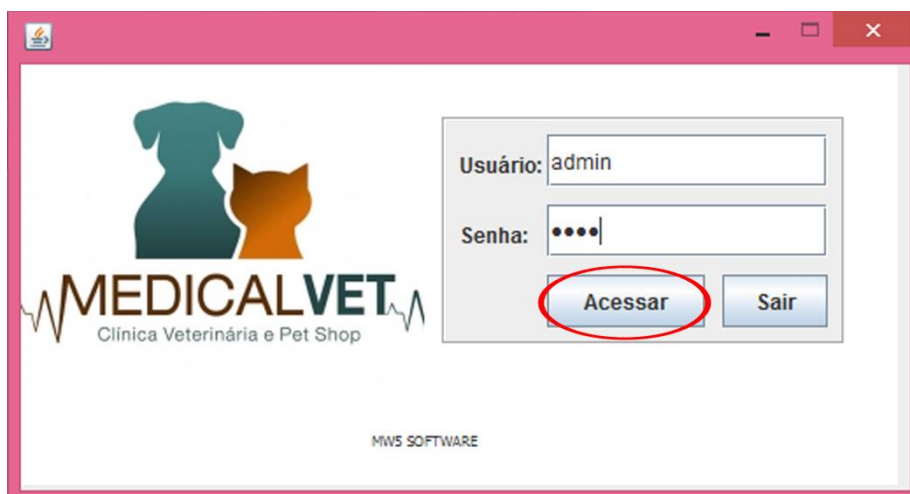 Usuário: admin
Senha: ••••
Acessar Sair
MEDICALVET
Clínica Veterinária e Pet Shop
MW5 SOFTWARE